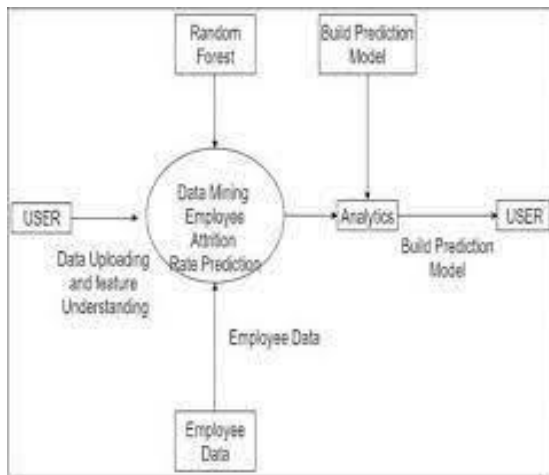 Random
Forest
Build Prediction
Model
USER
Data Mining
Employee
Attrition
Rate Prediction
Analytics
USER
Data Uploading
and feature
Understanding
Build Prediction
Model
Employee Data
Employee
Data